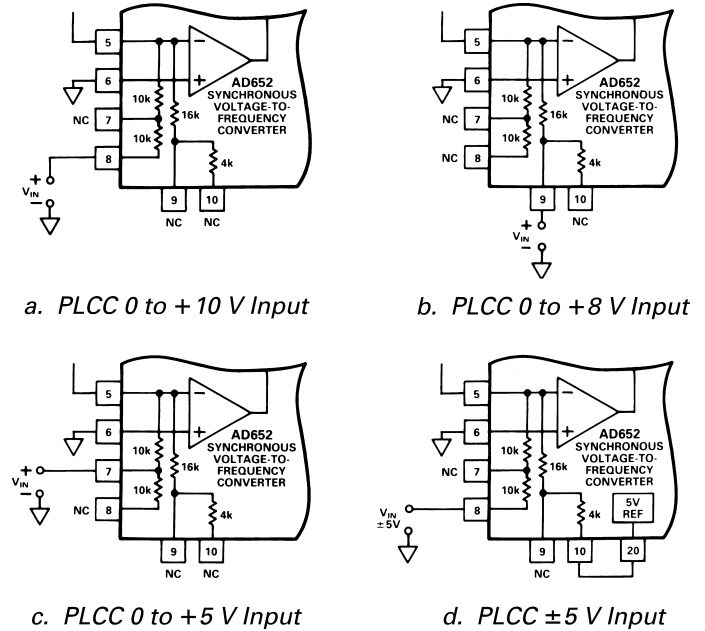 5
6
NC 7
8
10k
10k
16k
4k
AD652
SYNCHRONOUS
VOLTAGE-TO-
FREQUENCY
CONVERTER
+
VIN
–
9
10
NC
NC
a. PLCC 0 to +10 V Input
5
6
NC 7
NC 8
10k
10k
16k
4k
AD652
SYNCHRONOUS
VOLTAGE-TO-
FREQUENCY
CONVERTER
9
10
NC
+
VIN
–
b. PLCC 0 to +8 V Input
5
6
7
NC 8
10k
10k
16k
4k
AD652
SYNCHRONOUS
VOLTAGE-TO-
FREQUENCY
CONVERTER
+
VIN
–
9
10
NC
NC
c. PLCC 0 to +5 V Input
5
6
NC 7
8
10k
10k
16k
4k
AD652
SYNCHRONOUS
VOLTAGE-TO-
FREQUENCY
CONVERTER
5V
REF
VIN
±5V
9
10
20
NC
d. PLCC ±5 V Input